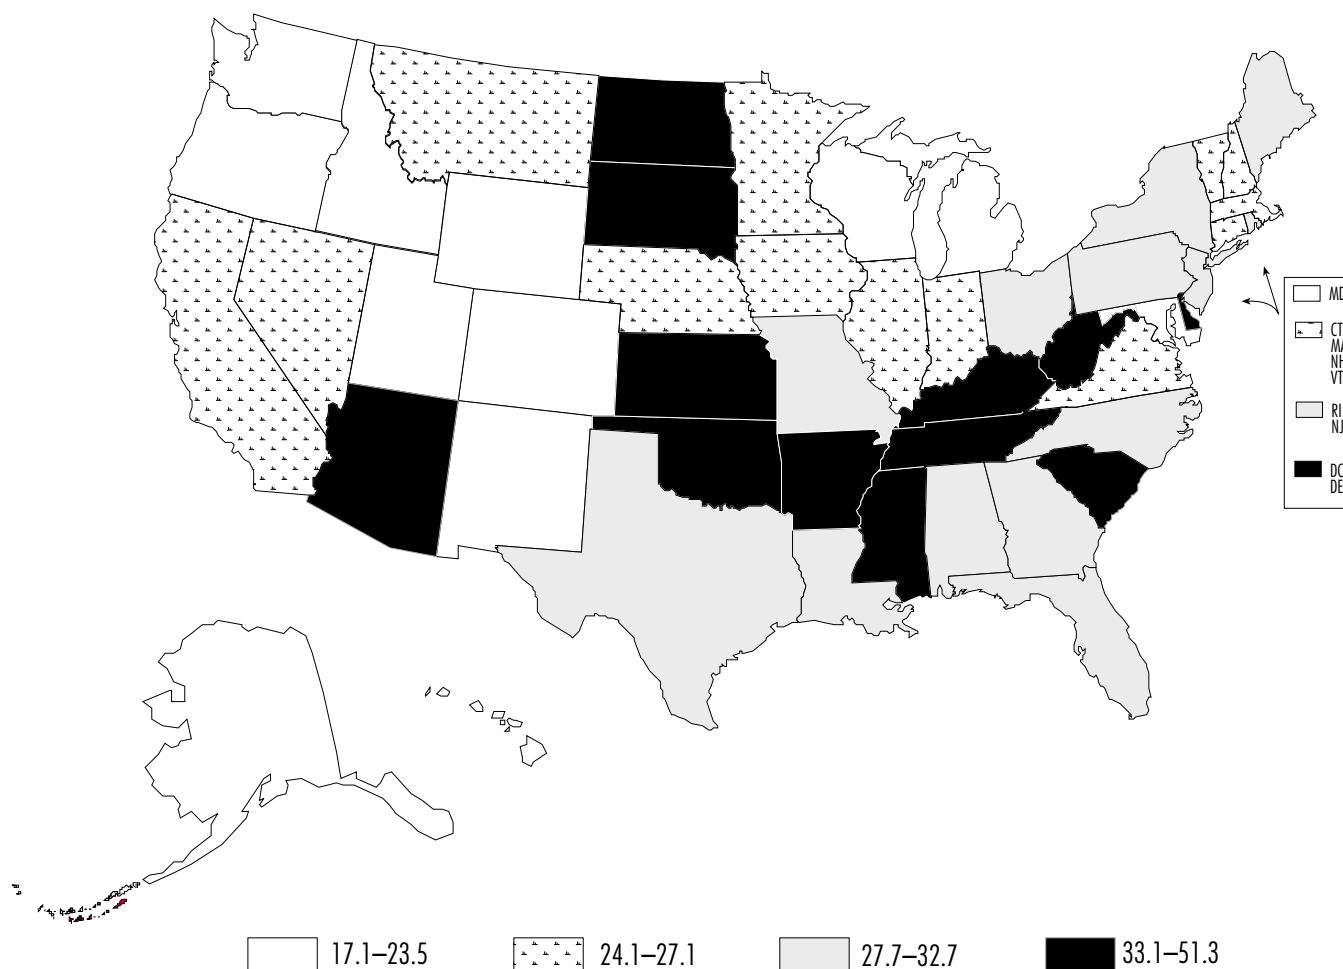 MD
CT
MA
NH
VT
RI
NJ
DC
DE
17.1–23.5
24.1–27.1
27.7–32.7
33.1–51.3